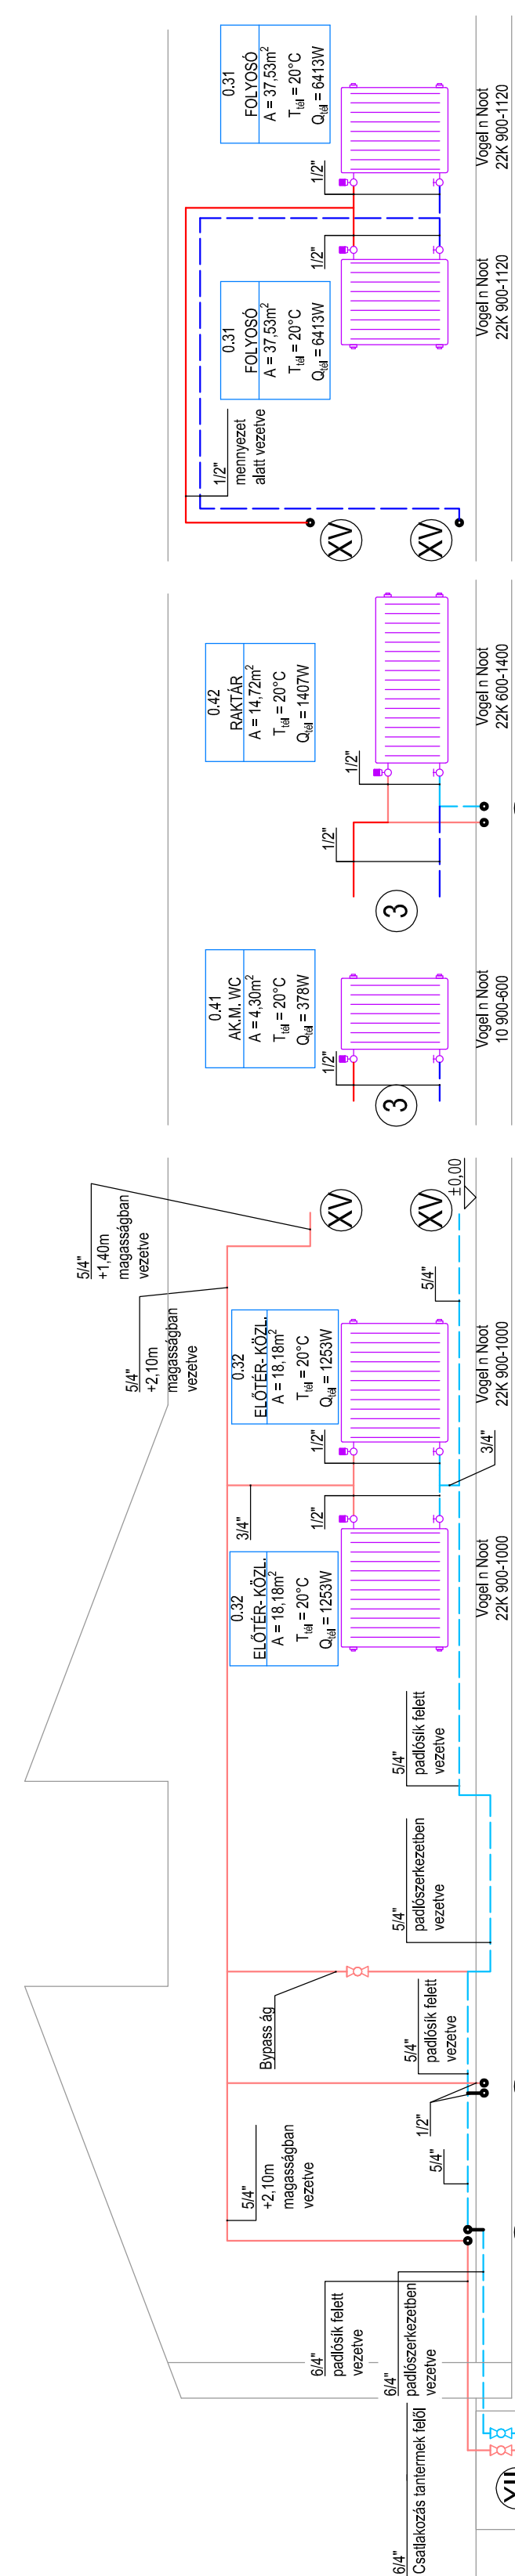 0.31
FOLYOSÓ
A = 37,53m²
Ttél = 20°C
Qtél = 6413W
1/2"
1/2"
Vogel n Noot
22K 900-1120
0.31
FOLYOSÓ
A = 37,53m²
Ttél = 20°C
Qtél = 6413W
Vogel n Noot
22K 900-1120
1/2"
mennyezet
alatt vezetve
XV
XV
0.42
RAKTÁR
A = 14,72m²
Ttél = 20°C
Qtél = 1407W
1/2"
1/2"
Vogel n Noot
22K 600-1400
3
0.41
AK.M. WC
A = 4,30m²
Ttél = 20°C
Qtél = 378W
1/2"
Vogel n Noot
10 900-600
3
5/4"
+1,40m
magasságban
vezetve
5/4"
+2,10m
magasságban
vezetve
XV
XV
±0,00
5/4"
0.32
ELŐTÉR- KÖZL.
A = 18,18m²
Ttél = 20°C
Qtél = 1253W
1/2"
1/2"
Vogel n Noot
22K 900-1000
3/4"
3/4"
0.32
ELŐTÉR- KÖZL.
A = 18,18m²
Ttél = 20°C
Qtél = 1253W
Vogel n Noot
22K 900-1000
5/4"
padlósík felett
vezetve
5/4"
padlószerkezetben
vezetve
Bypass ág
5/4"
padlósík felett
vezetve
1/2"
5/4"
5/4"
+2,10m
magasságban
vezetve
6/4"
padlósík felett
vezetve
6/4"
padlószerkezetben
vezetve
6/4"
Csatlakozás tantermek felől